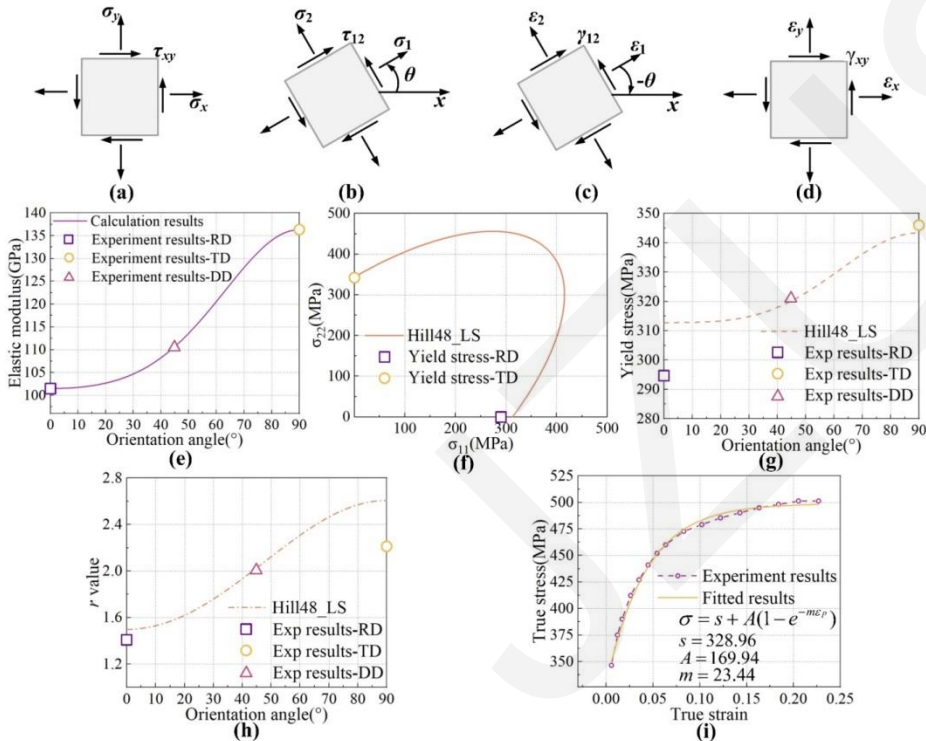 σy
τxy
σx
(a)
σ2
τ12
σ1
θ
x
(b)
ε2
γ12
ε1
-θ
x
(c)
εy
γxy
εx
(d)
Elastic modulus(GPa)
140
135
130
125
120
115
110
105
100
Calculation results
Experiment results-RD
Experiment results-TD
Experiment results-DD
0 10 20 30 40 50 60 70 80 90
Orientation angle(°)
(e)
σ22(MPa)
500
400
300
200
100
0
Hill48_LS
Yield stress-RD
Yield stress-TD
100 200 300 400 500
σ11(MPa)
(f)
Yield stress(MPa)
350
340
330
320
310
300
290
280
Hill48_LS
Exp results-RD
Exp results-TD
Exp results-DD
0 10 20 30 40 50 60 70 80 90
Orientation angle(°)
(g)
r value
2.8
2.4
2.0
1.6
1.2
Hill48_LS
Exp results-RD
Exp results-TD
Exp results-DD
0 10 20 30 40 50 60 70 80 90
Orientation angle(°)
(h)
True stress(MPa)
525
500
475
450
425
400
375
350
Experiment results
Fitted results
σ = s + A(1 − e^−mεp)
s = 328.96
A = 169.94
m = 23.44
0.00 0.05 0.10 0.15 0.20 0.25
True strain
(i)